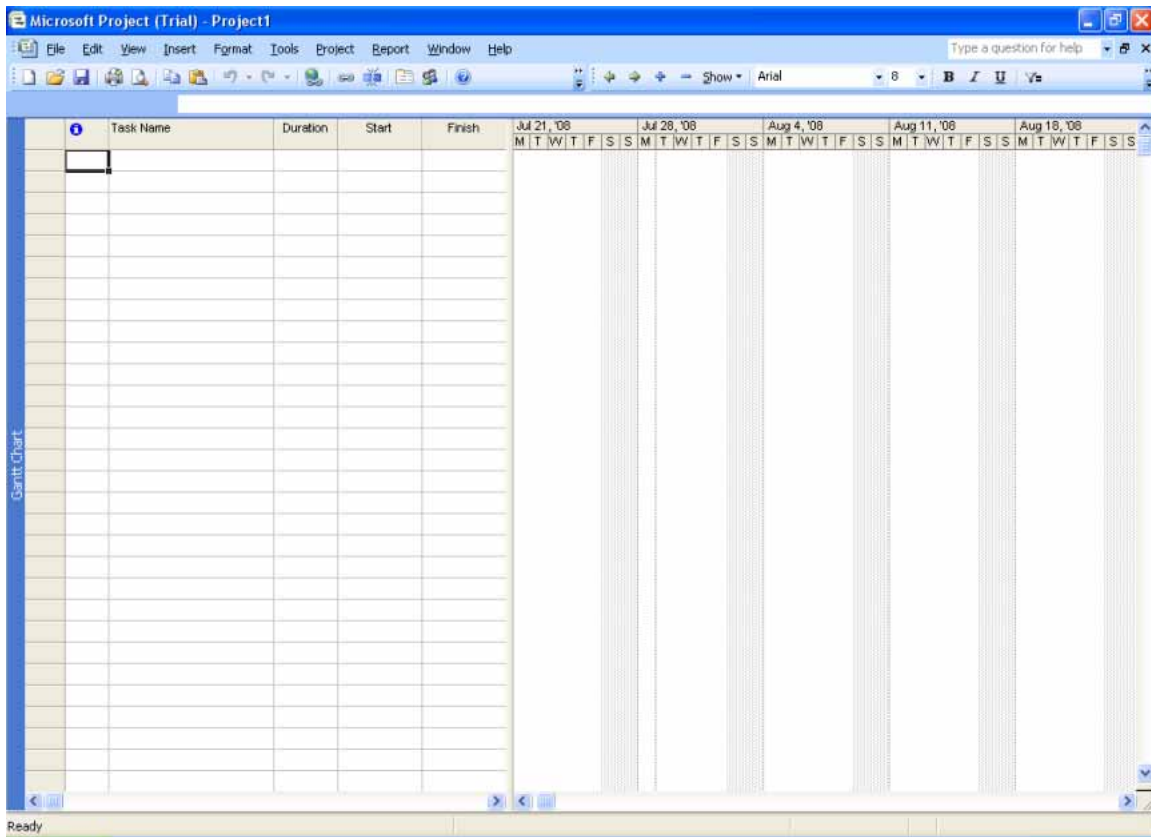 Microsoft Project (Trial) - Project1
File Edit View Insert Format Tools Project Report Window Help Type a question for help
Show Arial 8 B I U
Task Name Duration Start Finish Jul 21, '08 Jul 28, '08 Aug 4, '08 Aug 11, '08 Aug 18, '08
M T W T F S S M T W T F S S M T W T F S S M T W T F S S M T W T F S S
Gantt Chart
Ready